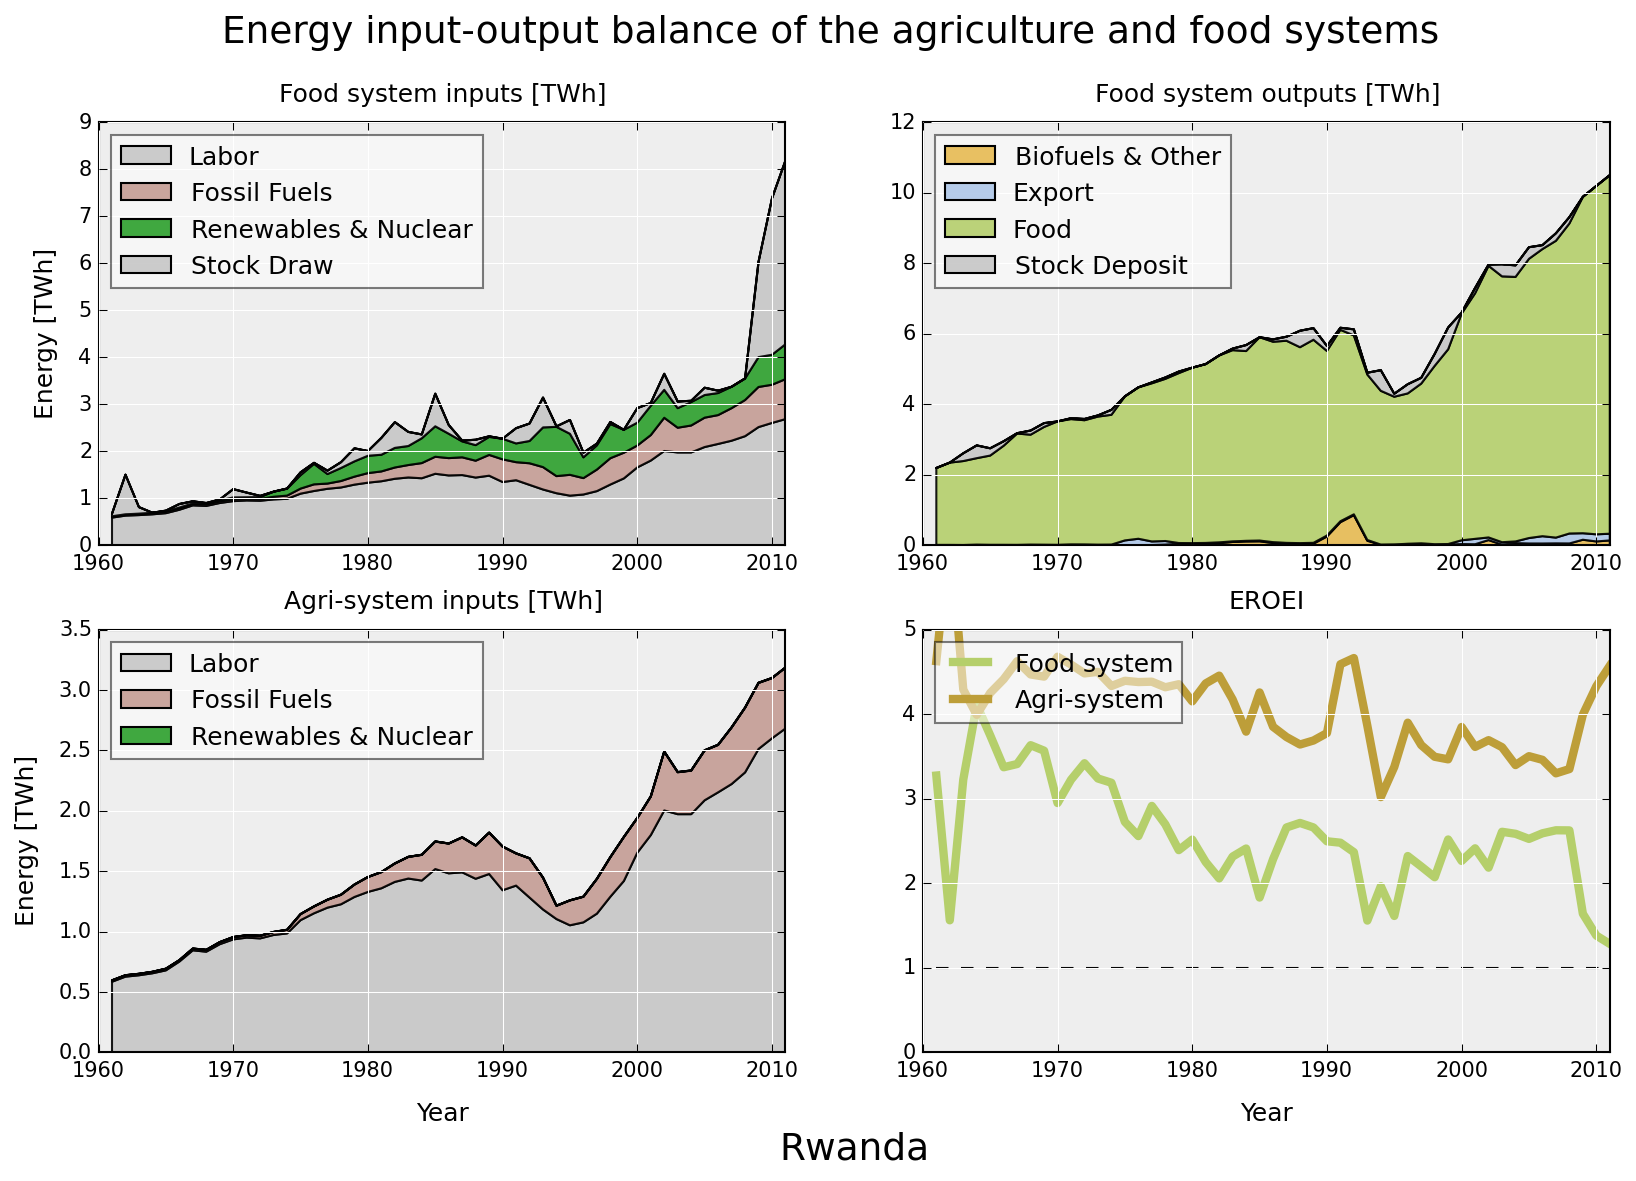 Energy input-output balance of the agriculture and food systems
Food system inputs [TWh]
Energy [TWh]
9
8
7
6
5
4
3
2
1
0
Labor
Fossil Fuels
Renewables & Nuclear
Stock Draw
1960 1970 1980 1990 2000 2010
Food system outputs [TWh]
12
10
8
6
4
2
0
Biofuels & Other
Export
Food
Stock Deposit
1960 1970 1980 1990 2000 2010
Agri-system inputs [TWh]
Energy [TWh]
3.5
3.0
2.5
2.0
1.5
1.0
0.5
0.0
Labor
Fossil Fuels
Renewables & Nuclear
1960 1970 1980 1990 2000 2010
Year
EROEI
5
4
3
2
1
0
Food system
Agri-system
1960 1970 1980 1990 2000 2010
Year
Rwanda